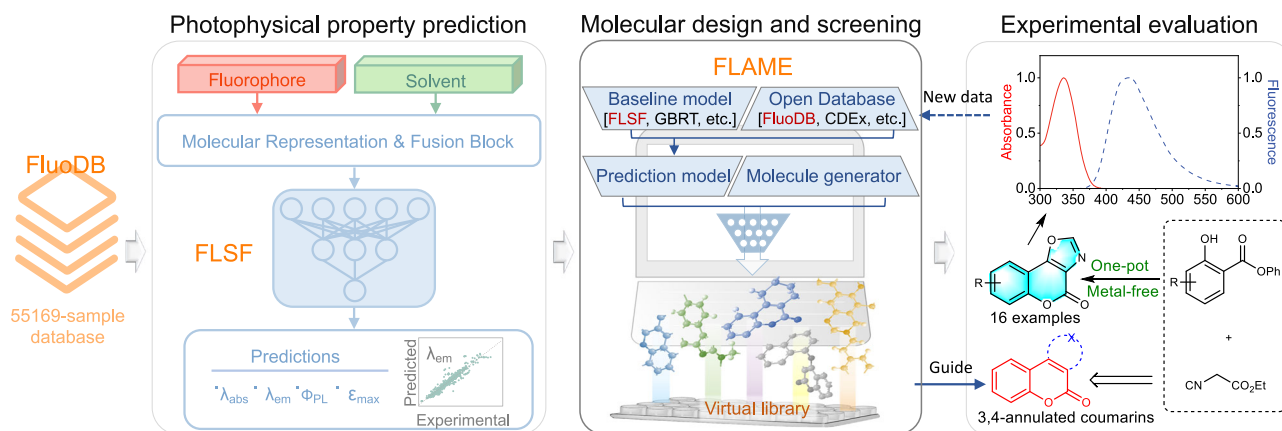 Photophysical property prediction
Molecular design and screening
Experimental evaluation
FluoDB
55169-sample
database
Fluorophore
Solvent
Molecular Representation & Fusion Block
FLSF
Predictions
λabs λem ΦPL εmax
Predicted
λem
Experimental
FLAME
Baseline model
[FLSF, GBRT, etc.]
Open Database
[FluoDB, CDEx, etc.]
Prediction model
Molecule generator
Virtual library
New data
Guide
Absorbance
1.0
0.5
0.0
300 350 400 450 500 550 600
1.0
0.5
0.0
Fluorescence
O
N
R
O
O
16 examples
One-pot
Metal-free
OH
O
OPh
R
+
CN
CO2Et
X
O
O
3,4-annulated coumarins